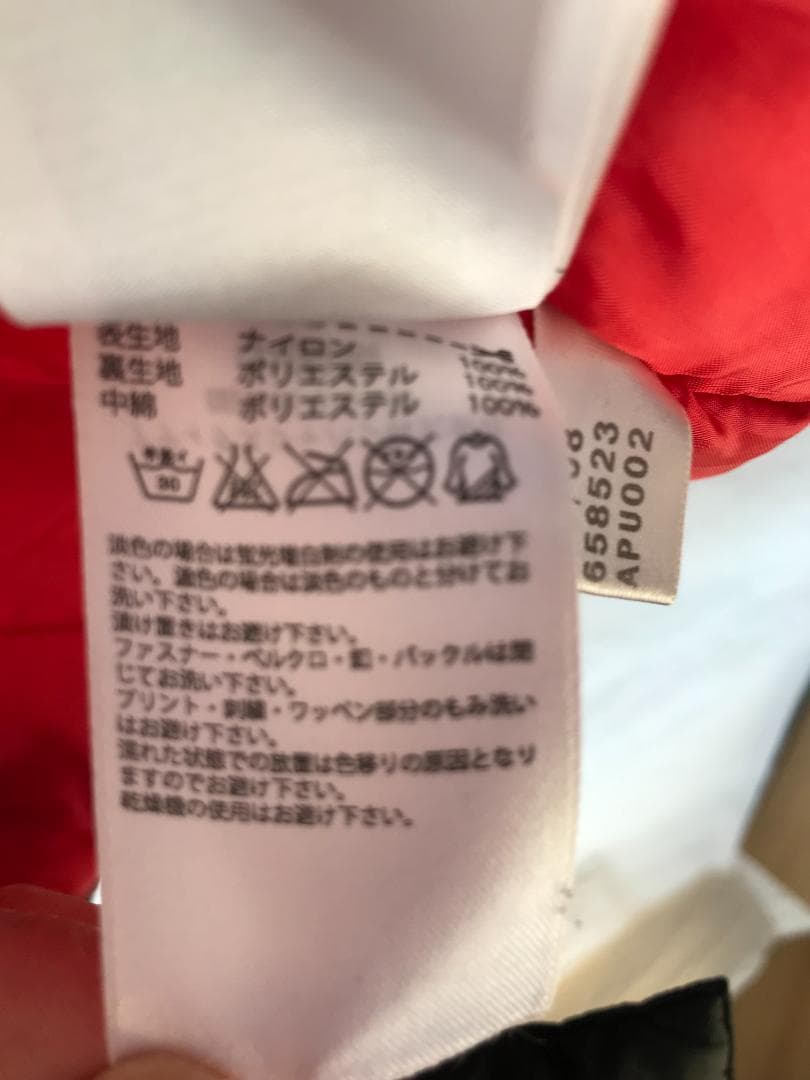 表生地 ナイロン 100%
裏生地 ポリエステル 100%
中綿 ポリエステル 100%
手洗イ
30
淡色の場合は蛍光増白剤の使用はお避け下
さい。濃色の場合は淡色のものと分けてお
洗い下さい。
漬け置きはお避け下さい。
ファスナー・ベルクロ・釦・バックルは閉
じてお洗い下さい。
プリント・刺繍・ワッペン部分のもみ洗い
はお避け下さい。
濡れた状態での放置は色移りの原因となり
ますのでお避け下さい。
乾燥機の使用はお避け下さい。
658523
APU002